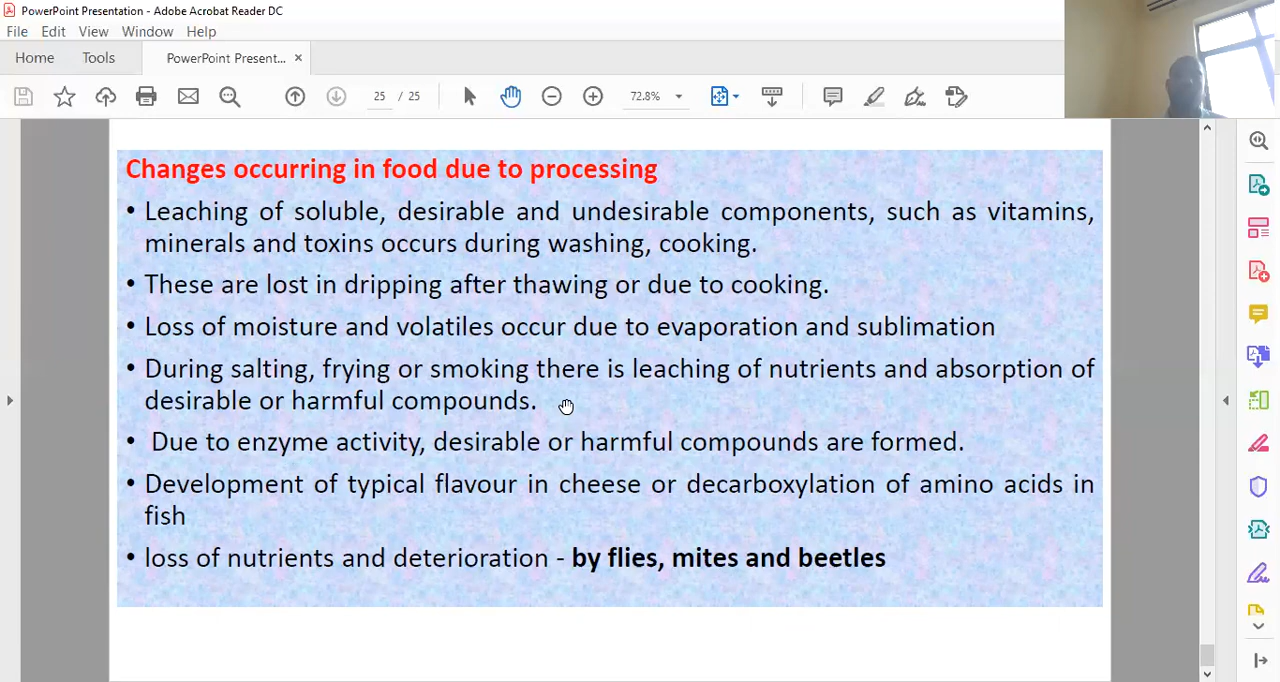 PowerPoint Presentation - Adobe Acrobat Reader DC
File Edit View Window Help
Home Tools PowerPoint Present... ×
25 / 25 72.8%
Changes occurring in food due to processing
• Leaching of soluble, desirable and undesirable components, such as vitamins,
minerals and toxins occurs during washing, cooking.
• These are lost in dripping after thawing or due to cooking.
• Loss of moisture and volatiles occur due to evaporation and sublimation
• During salting, frying or smoking there is leaching of nutrients and absorption of
desirable or harmful compounds.
• Due to enzyme activity, desirable or harmful compounds are formed.
• Development of typical flavour in cheese or decarboxylation of amino acids in
fish
• loss of nutrients and deterioration - by flies, mites and beetles